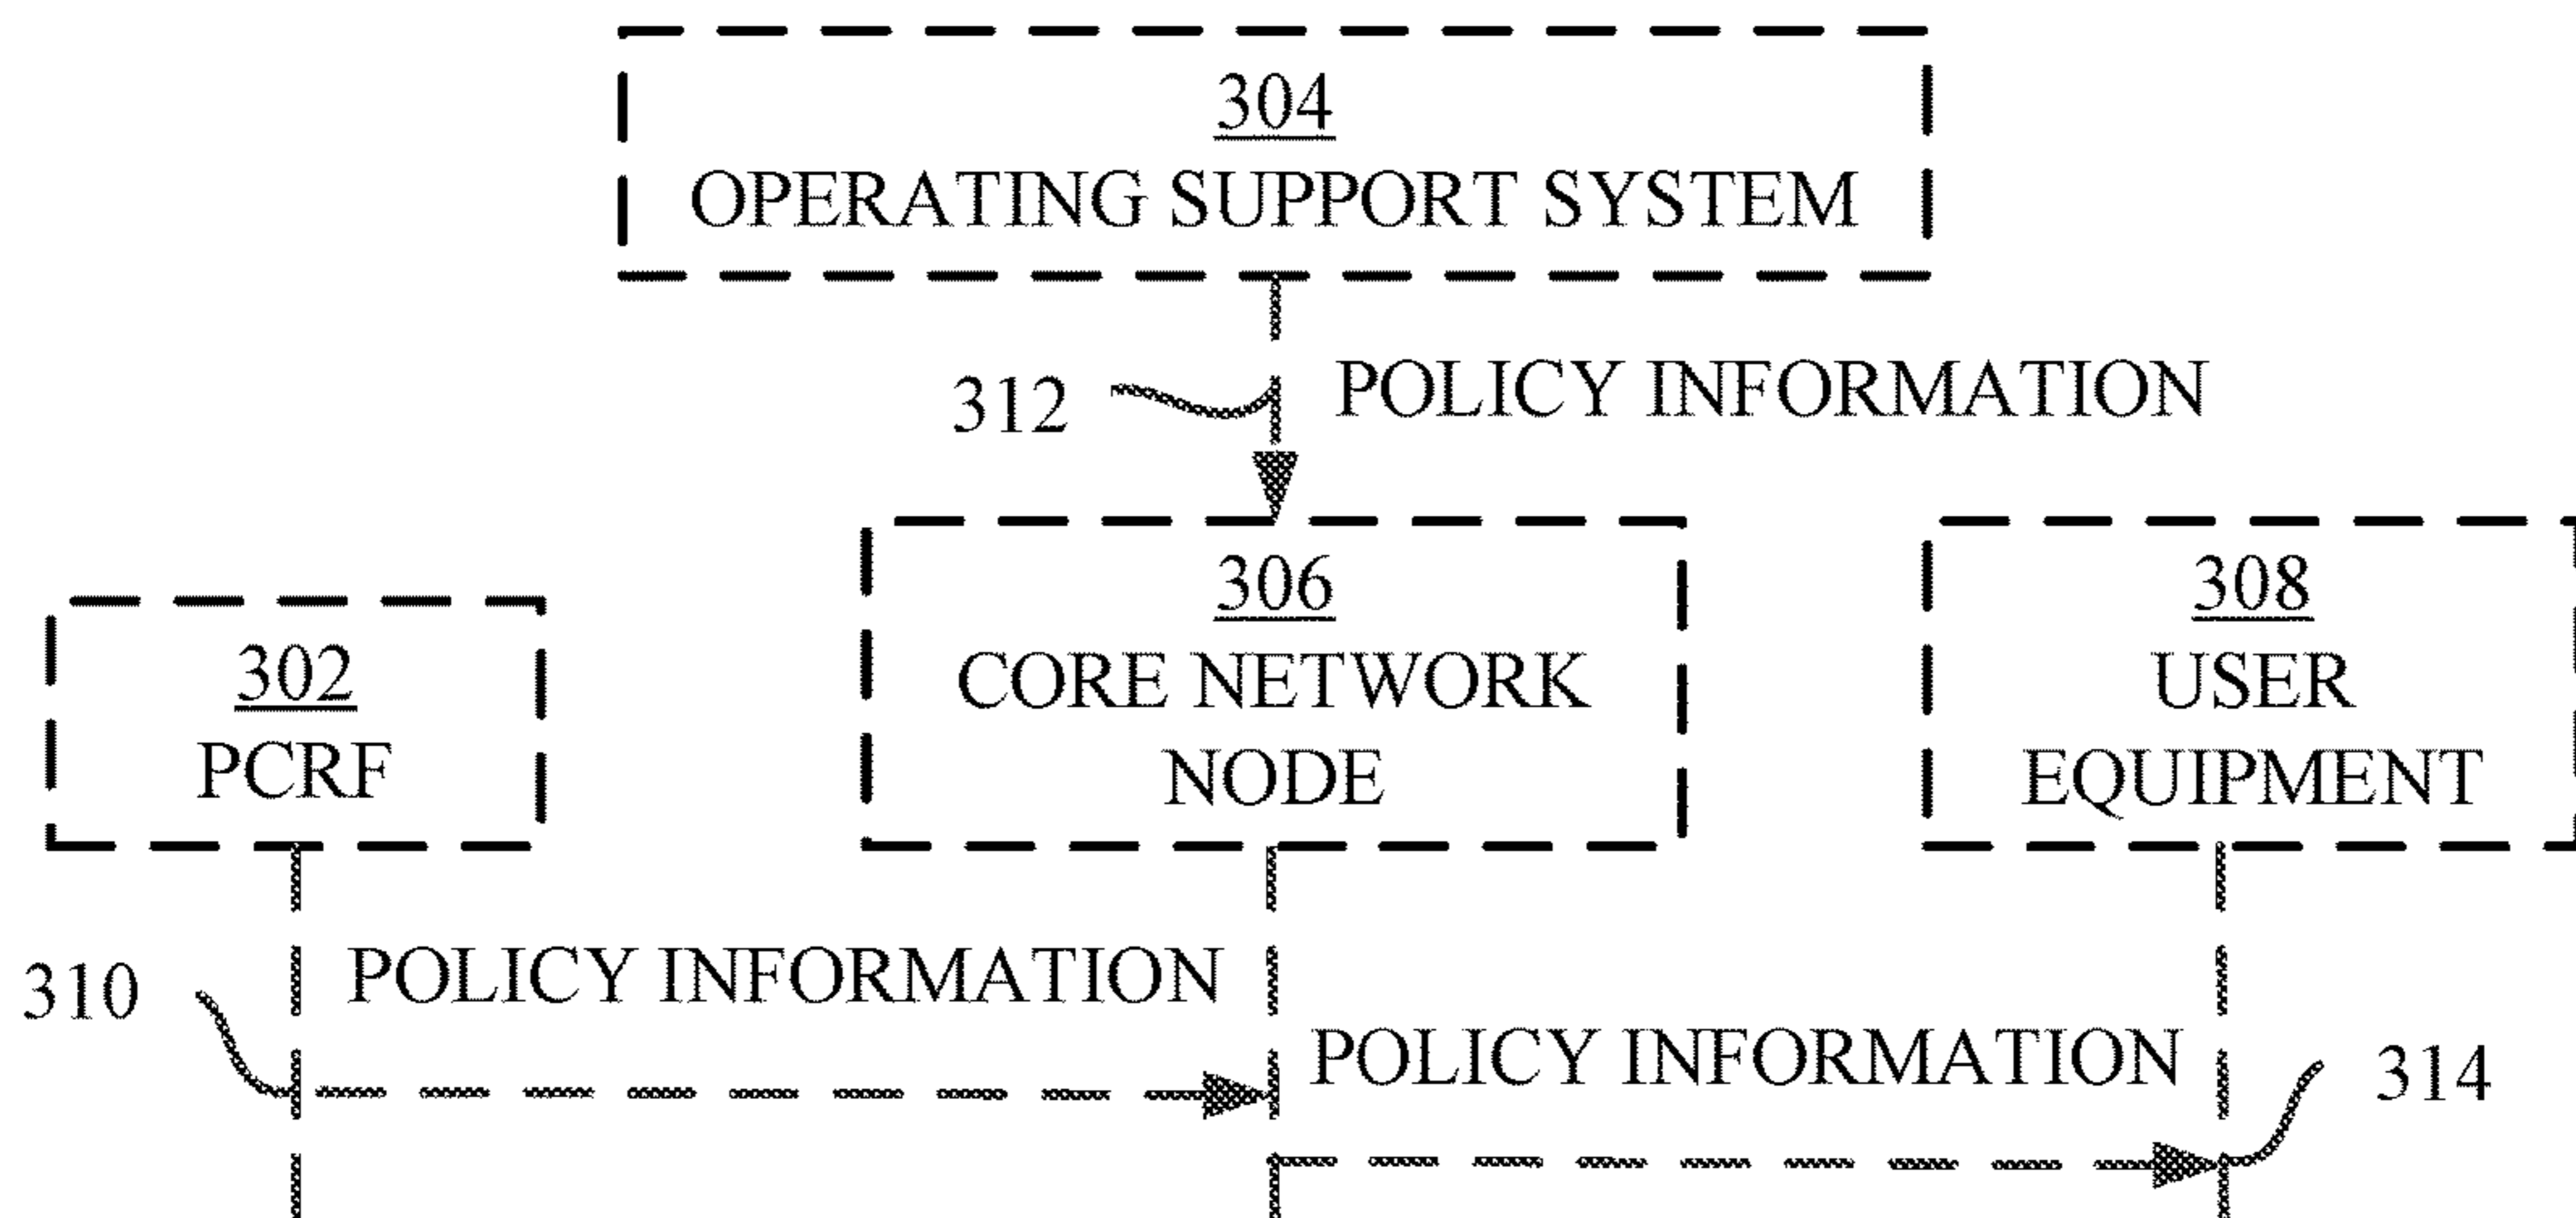 304
OPERATING SUPPORT SYSTEM
312
POLICY INFORMATION
302
PCRF
306
CORE NETWORK
NODE
308
USER
EQUIPMENT
310
POLICY INFORMATION
POLICY INFORMATION
314